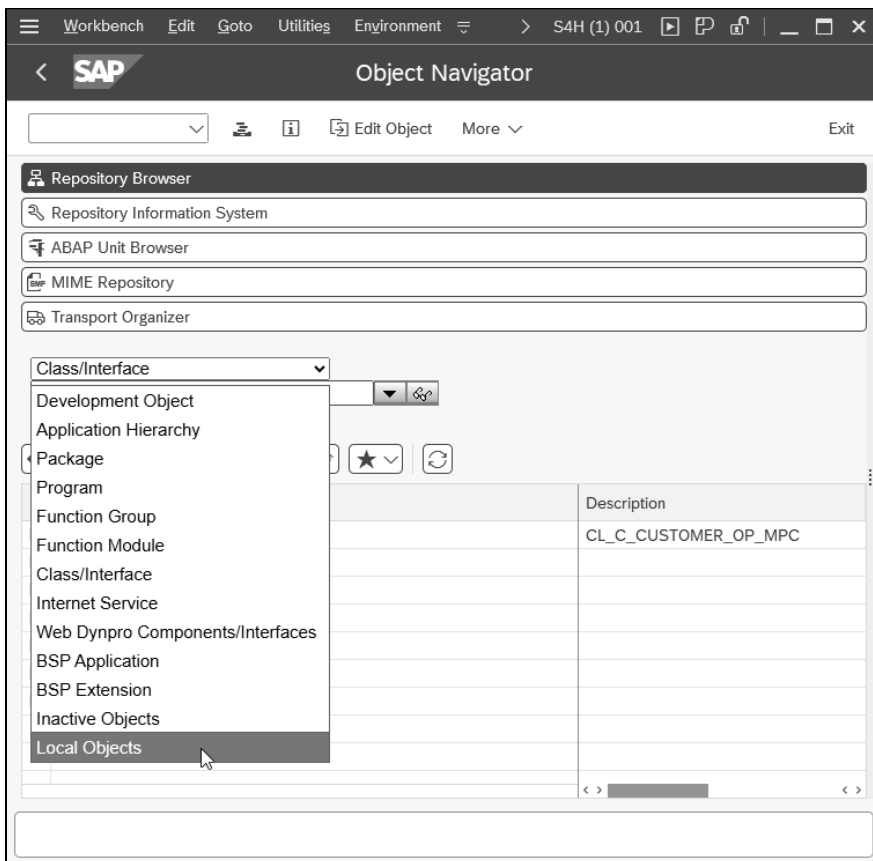 Workbench Edit Goto Utilities Environment S4H (1) 001
SAP Object Navigator
Edit Object More Exit
Repository Browser
Repository Information System
ABAP Unit Browser
BMP MIME Repository
Transport Organizer
Class/Interface
Development Object
Application Hierarchy
Package
Program
Function Group
Description
Function Module
CL_C_CUSTOMER_OP_MPC
Class/Interface
Internet Service
Web Dynpro Components/Interfaces
BSP Application
BSP Extension
Inactive Objects
Local Objects